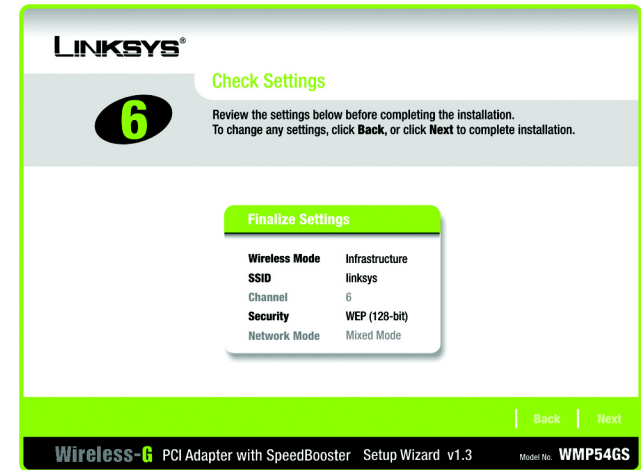 LINKSYS®
Check Settings
6
Review the settings below before completing the installation.
To change any settings, click Back, or click Next to complete installation.
Finalize Settings
Wireless Mode Infrastructure
SSID linksys
Channel 6
Security WEP (128-bit)
Network Mode Mixed Mode
Back Next
Wireless-G PCI Adapter with SpeedBooster Setup Wizard v1.3 Model No. WMP54GS